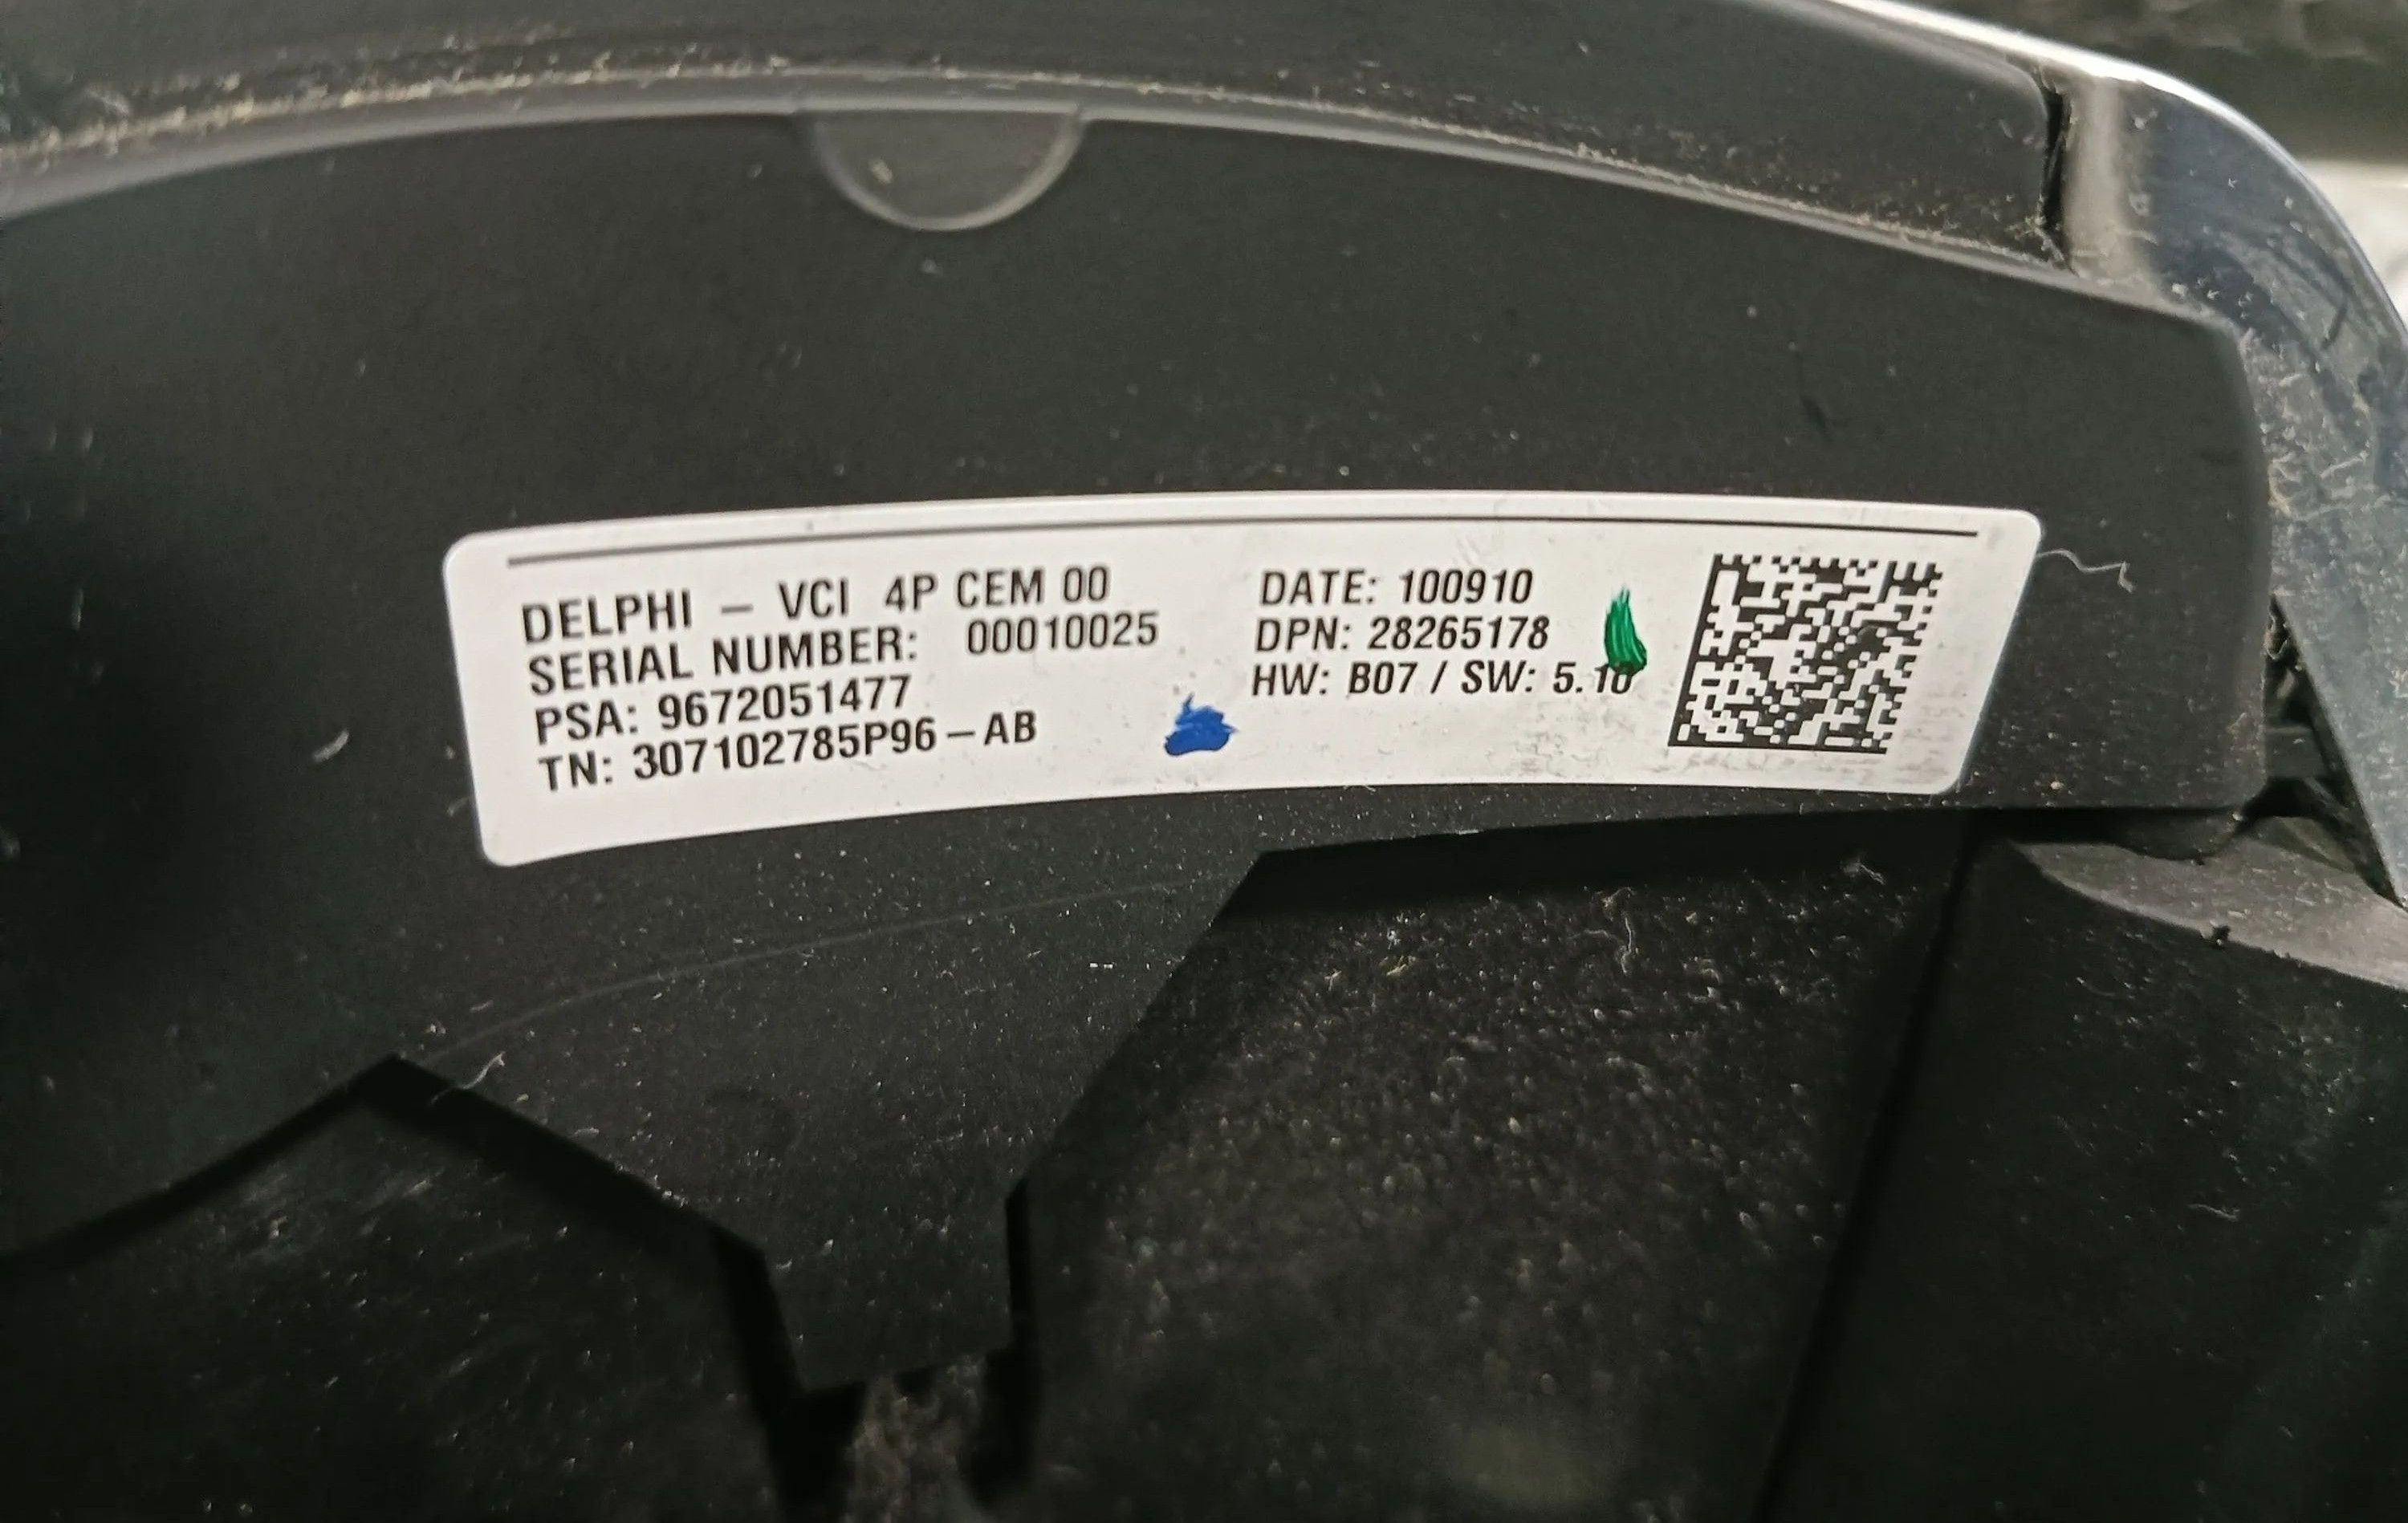 DELPHI – VCI 4P CEM 00
SERIAL NUMBER: 00010025
PSA: 9672051477
TN: 307102785P96–AB
DATE: 100910
DPN: 28265178
HW: B07 / SW: 5.10